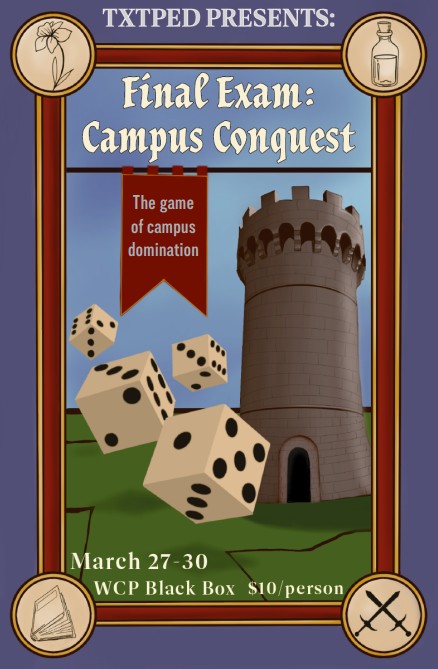 TXTPED PRESENTS:
Final Exam:
Campus Conquest
The game
of campus
domination
March 27-30
WCP Black Box $10/person